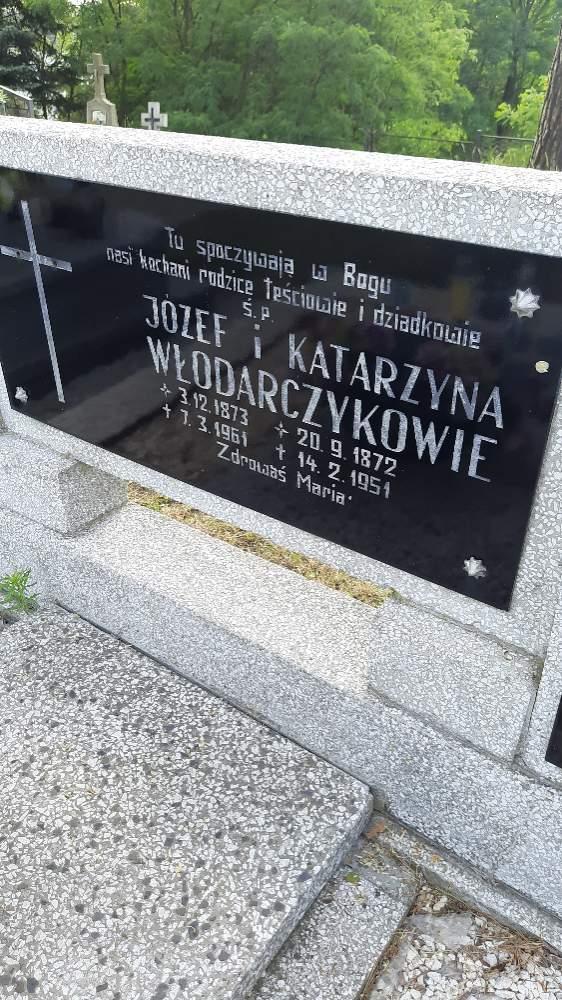 Tu spoczywają w Bogu
nasi kochani rodzice teściowie i dziadkowie
Ś.P.
JÓZEF i KATARZYNA
WŁODARCZYKOWIE
+ 3.12.1873 + 20.9.1872
+ 7.3.1961 + 14.2.1951
Zdrowaś Maria